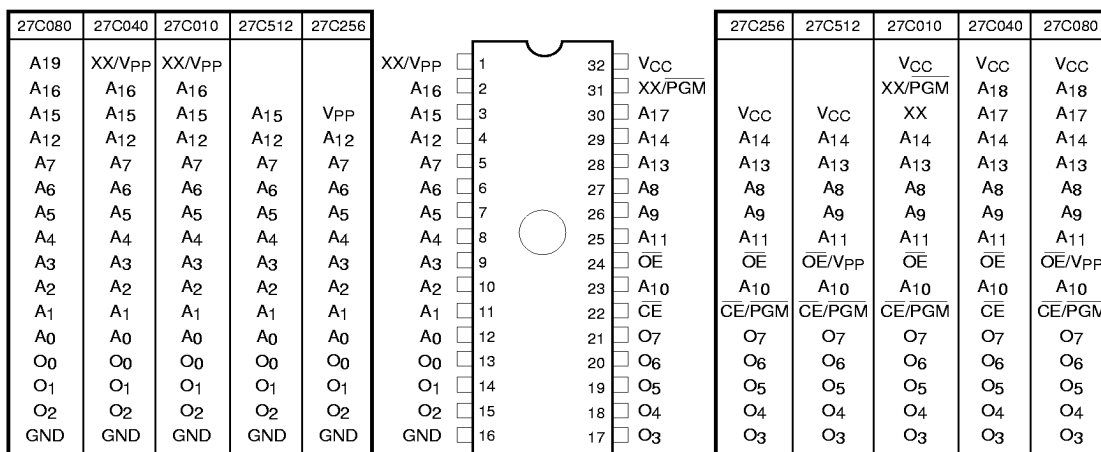 27C080 27C040 27C010 27C512 27C256 27C256 27C512 27C010 27C040 27C080
A19 XX/VPP XX/VPP XX/VPP 1 32 VCC VCC VCC VCC
A16 A16 A16 A16 2 31 XX/PGM XX/PGM A18 A18
A15 A15 A15 A15 VPP A15 3 30 A17 VCC VCC XX A17 A17
A12 A12 A12 A12 A12 A12 4 29 A14 A14 A14 A14 A14 A14
A7 A7 A7 A7 A7 A7 5 28 A13 A13 A13 A13 A13 A13
A6 A6 A6 A6 A6 A6 6 27 A8 A8 A8 A8 A8 A8
A5 A5 A5 A5 A5 A5 7 26 A9 A9 A9 A9 A9 A9
A4 A4 A4 A4 A4 A4 8 25 A11 A11 A11 A11 A11 A11
A3 A3 A3 A3 A3 A3 9 24 OE OE OE/VPP OE OE OE/VPP
A2 A2 A2 A2 A2 A2 10 23 A10 A10 A10 A10 A10 A10
A1 A1 A1 A1 A1 A1 11 22 CE CE/PGM CE/PGM CE/PGM CE CE/PGM
A0 A0 A0 A0 A0 A0 12 21 O7 O7 O7 O7 O7 O7
O0 O0 O0 O0 O0 O0 13 20 O6 O6 O6 O6 O6 O6
O1 O1 O1 O1 O1 O1 14 19 O5 O5 O5 O5 O5 O5
O2 O2 O2 O2 O2 O2 15 18 O4 O4 O4 O4 O4 O4
GND GND GND GND GND GND 16 17 O3 O3 O3 O3 O3 O3